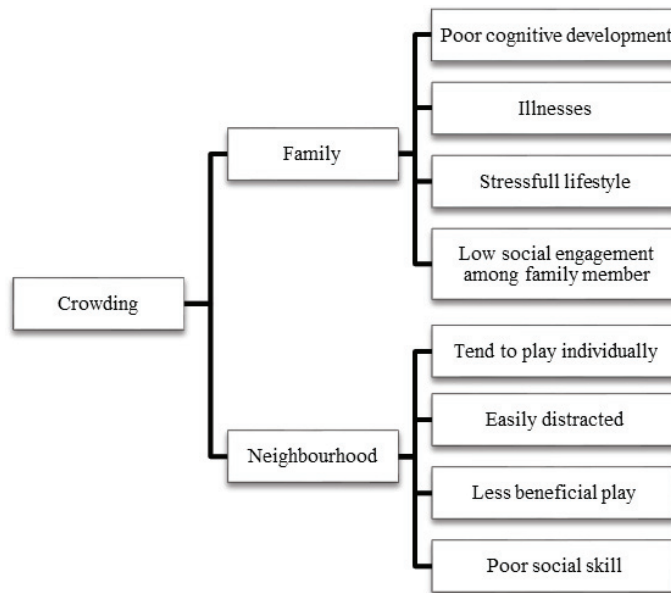 Poor cognitive development
Illnesses
Family
Stressfull lifestyle
Low social engagement
among family member
Crowding
Tend to play individually
Easily distracted
Neighbourhood
Less beneficial play
Poor social skill